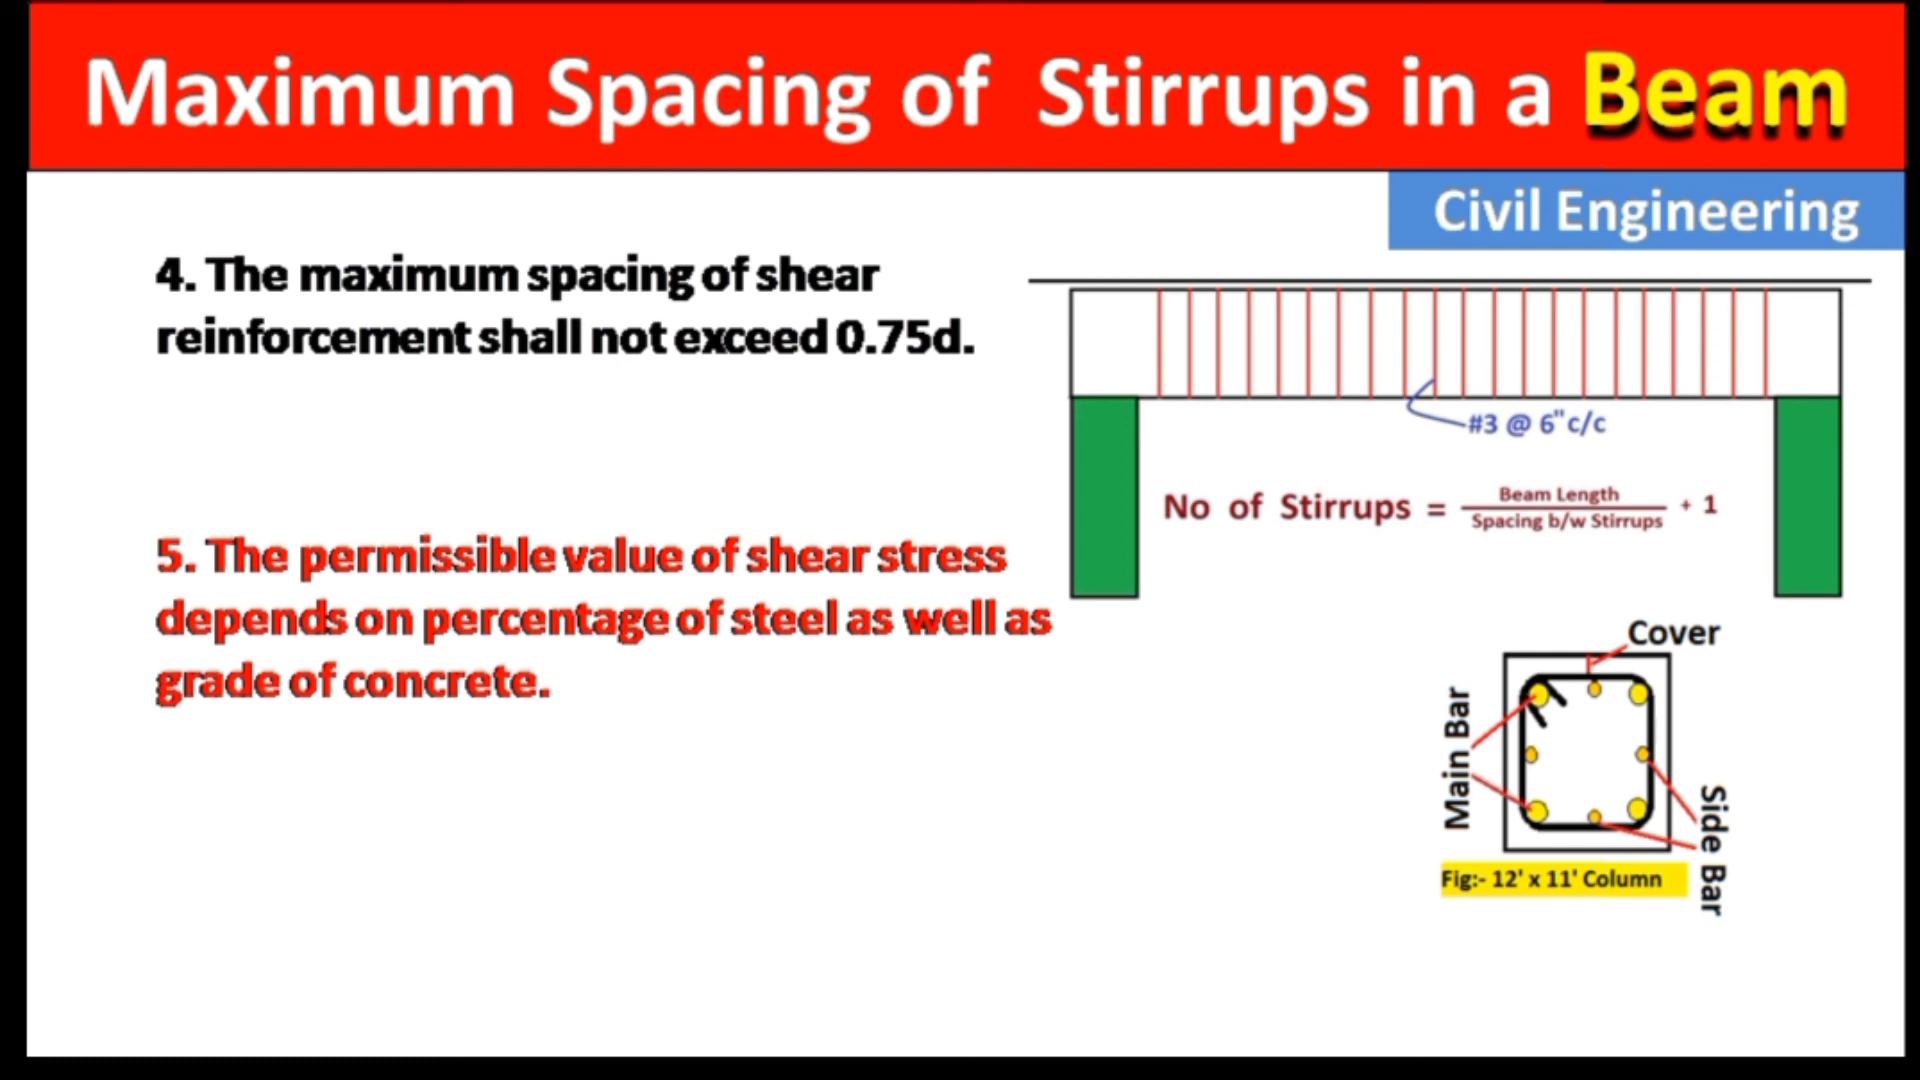 Maximum Spacing of Stirrups in a Beam
Civil Engineering
4. The maximum spacing of shear
reinforcement shall not exceed 0.75d.
5. The permissible value of shear stress
depends on percentage of steel as well as
grade of concrete.
#3 @ 6" c/c
No of Stirrups = Beam Length / Spacing b/w Stirrups + 1
Cover
Main Bar
Side Bar
Fig:- 12' x 11' Column